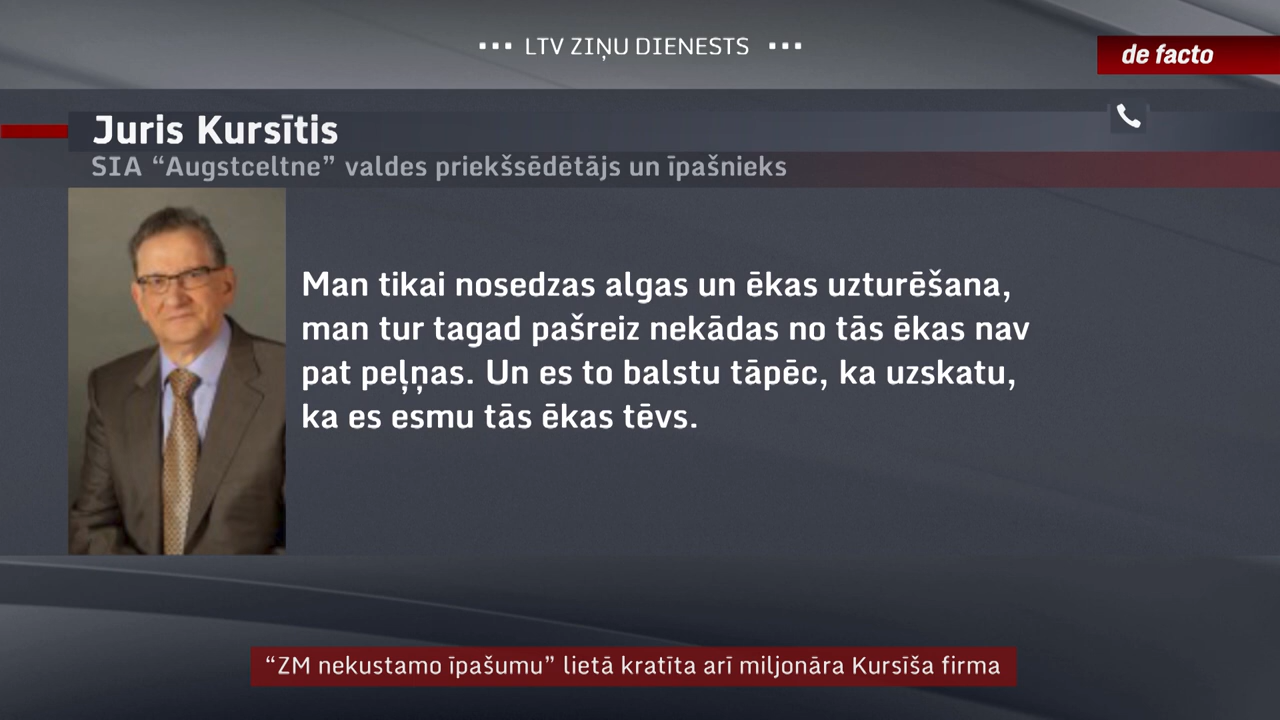 LTV ZIŅU DIENESTS
de facto
Juris Kursītis
SIA “Augstceltne” valdes priekšsēdētājs un īpašnieks
Man tikai nosedzas algas un ēkas uzturēšana,
man tur tagad pašreiz nekādas no tās ēkas nav
pat peļņas. Un es to balstu tāpēc, ka uzskatu,
ka es esmu tās ēkas tēvs.
“ZM nekustamo īpašumu” lietā kratīta arī miljonāra Kursīša firma